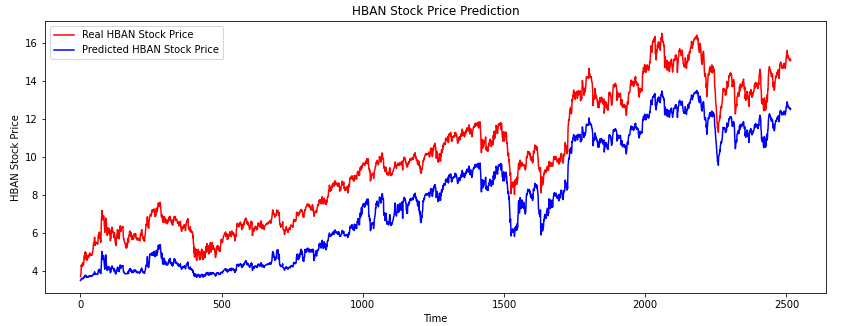 HBAN Stock Price Prediction
Real HBAN Stock Price
Predicted HBAN Stock Price
HBAN Stock Price
16
14
12
10
8
6
4
0
500
1000
1500
2000
2500
Time